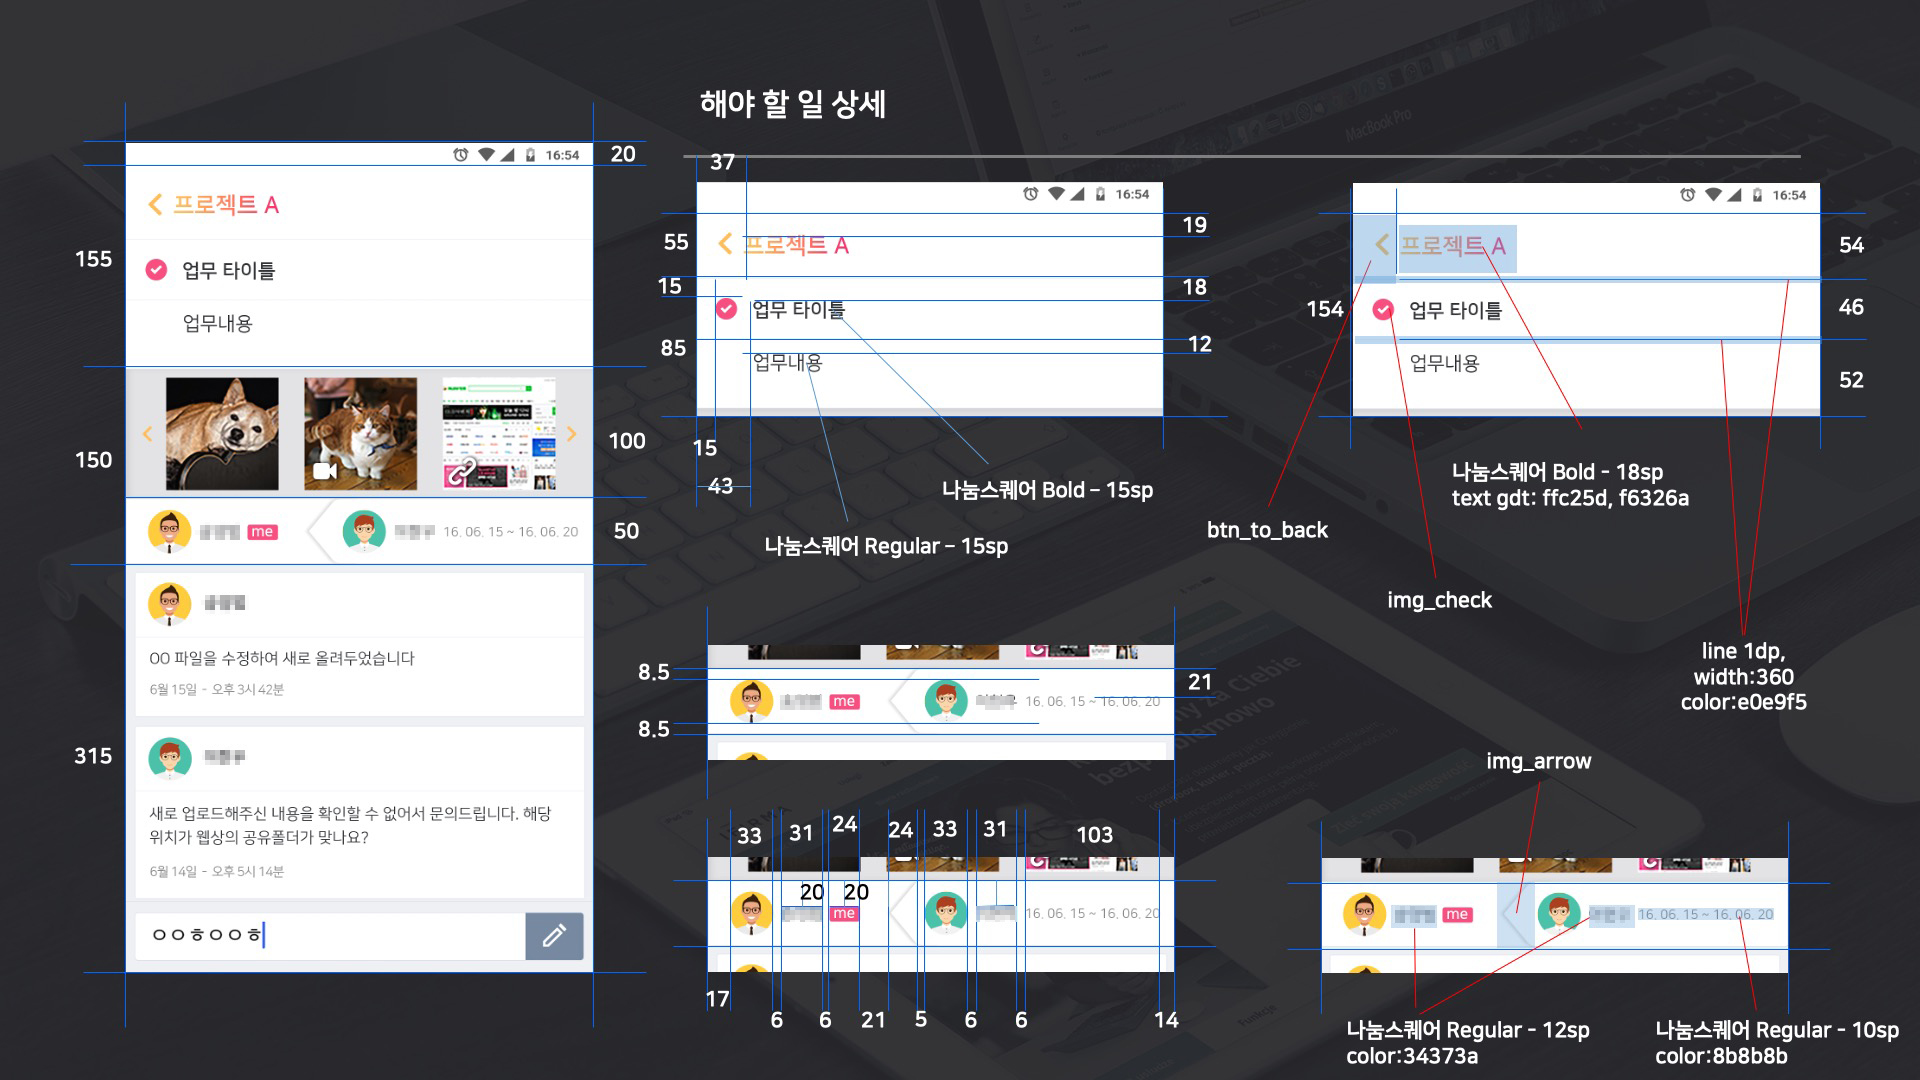 해야 할 일 상세
16:54
20
프로젝트 A
155
업무 타이틀
업무내용
150
100
me
16. 06. 15 ~ 16. 06. 20
50
OO 파일을 수정하여 새로 올려두었습니다
6월 15일 - 오후 3시 42분
315
새로 업로드해주신 내용을 확인할 수 없어서 문의드립니다. 해당
위치가 웹상의 공유폴더가 맞나요?
6월 14일 - 오후 5시 14분
ㅇㅇㅎㅇㅇㅎ
37
16:54
19
55
프로젝트 A
15
18
업무 타이틀
85
12
업무내용
15
43
나눔스퀘어 Bold - 15sp
나눔스퀘어 Regular - 15sp
16:54
프로젝트 A
54
154
업무 타이틀
46
업무내용
52
나눔스퀘어 Bold - 18sp
text gdt: ffc25d, f6326a
btn_to_back
img_check
line 1dp,
width:360
color:e0e9f5
8.5
me
16. 06. 15 ~ 16. 06. 20
21
8.5
33
31
24
24
33
31
103
20
20
me
16. 06. 15 ~ 16. 06. 20
17
6
6
21
5
6
6
14
img_arrow
me
16. 06. 15 ~ 16. 06. 20
나눔스퀘어 Regular - 12sp
color:34373a
나눔스퀘어 Regular - 10sp
color:8b8b8b
MacBook Pro